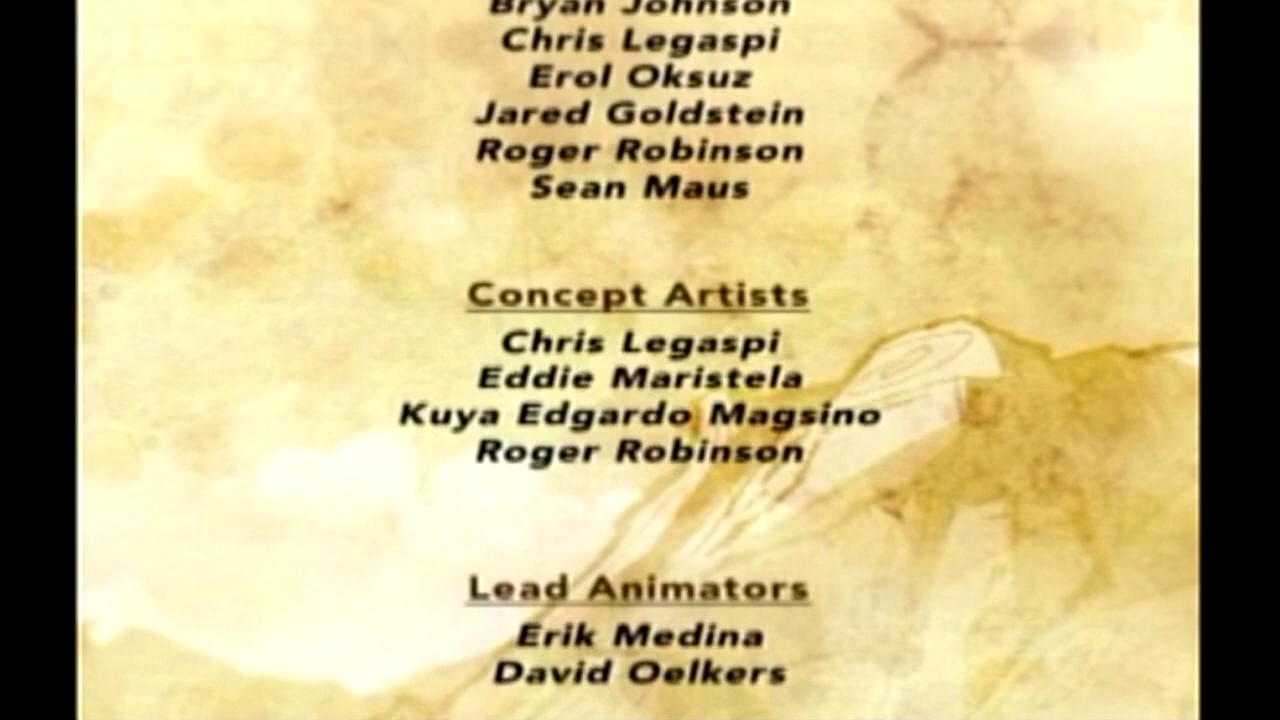 Bryan Johnson
Chris Legaspi
Erol Oksuz
Jared Goldstein
Roger Robinson
Sean Maus
Concept Artists
Chris Legaspi
Eddie Maristela
Kuya Edgardo Magsino
Roger Robinson
Lead Animators
Erik Medina
David Oelkers